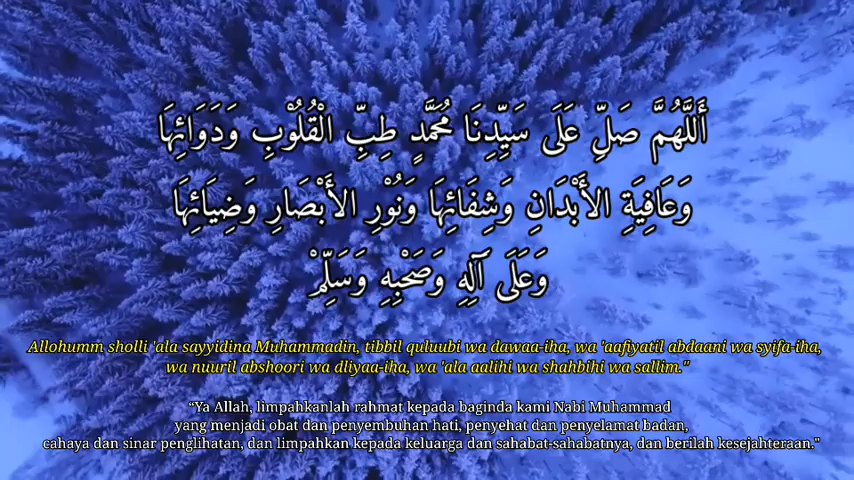 أَللَّهُمَّ صَلِّ عَلَى سَيِّدِنَا مُحَمَّدٍ طِبِّ الْقُلُوْبِ وَدَوَائِهَا
وَعَافِيَةِ الأَبْدَانِ وَشِفَائِهَا وَنُوْرِ الأَبْصَارِ وَضِيَائِهَا
وَعَلَى آلِهِ وَصَحْبِهِ وَسَلِّمْ
Allohumm sholli 'ala sayyidina Muhammadin, tibbil quluubi wa dawaa-iha, wa 'aafiyatil abdaani wa syifa-iha,
wa nuuril abshoori wa dliyaa-iha, wa 'ala aalihi wa shahbihi wa sallim."
“Ya Allah, limpahkanlah rahmat kepada baginda kami Nabi Muhammad
yang menjadi obat dan penyembuhan hati, penyehat dan penyelamat badan,
cahaya dan sinar penglihatan, dan limpahkan kepada keluarga dan sahabat-sahabatnya, dan berilah kesejahteraan."